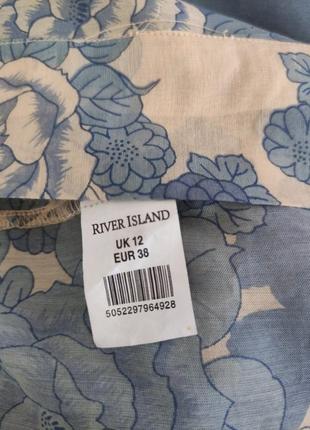 RIVER ISLAND
UK 12
EUR 38
5052297964928